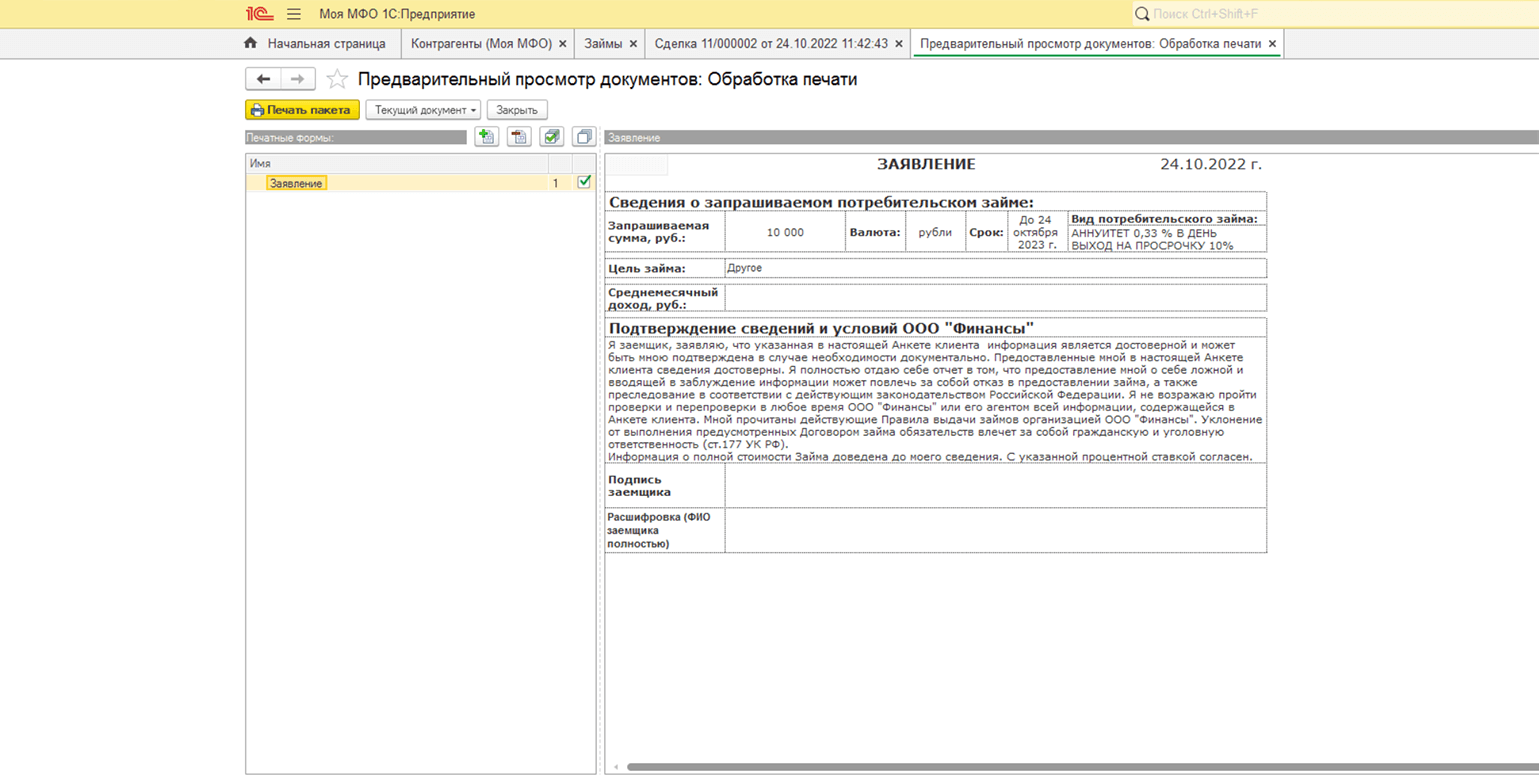 1С Моя МФО 1С:Предприятие Поиск Ctrl+Shift+F
Начальная страница Контрагенты (Моя МФО) × Займы × Сделка 11/000002 от 24.10.2022 11:42:43 × Предварительный просмотр документов: Обработка печати ×
Предварительный просмотр документов: Обработка печати
Печать пакета Текущий документ Закрыть
Печатные формы:
Имя
Заявление 1
Заявление
ЗАЯВЛЕНИЕ 24.10.2022 г.
Сведения о запрашиваемом потребительском займе:
Запрашиваемая
сумма, руб.:
10 000
Валюта:
рубли
Срок:
До 24
октября
2023 г.
Вид потребительского займа:
АННУИТЕТ 0,33 % В ДЕНЬ
ВЫХОД НА ПРОСРОЧКУ 10%
Цель займа: Другое
Среднемесячный
доход, руб.:
Подтверждение сведений и условий ООО "Финансы"
Я заемщик, заявляю, что указанная в настоящей Анкете клиента  информация является достоверной и может
быть мною подтверждена в случае необходимости документально. Предоставленные мной в настоящей Анкете
клиента сведения достоверны. Я полностью отдаю себе отчет в том, что предоставление мной о себе ложной и
вводящей в заблуждение информации может повлечь за собой отказ в предоставлении займа, а также
преследование в соответствии с действующим законодательством Российской Федерации. Я не возражаю пройти
проверки и перепроверки в любое время ООО "Финансы" или его агентом всей информации, содержащейся в
Анкете клиента. Мной прочитаны действующие Правила выдачи займов организацией ООО "Финансы". Уклонение
от выполнения предусмотренных Договором займа обязательств влечет за собой гражданскую и уголовную
ответственность (ст.177 УК РФ).
Информация о полной стоимости Займа доведена до моего сведения. С указанной процентной ставкой согласен.
Подпись
заемщика
Расшифровка (ФИО
заемщика
полностью)